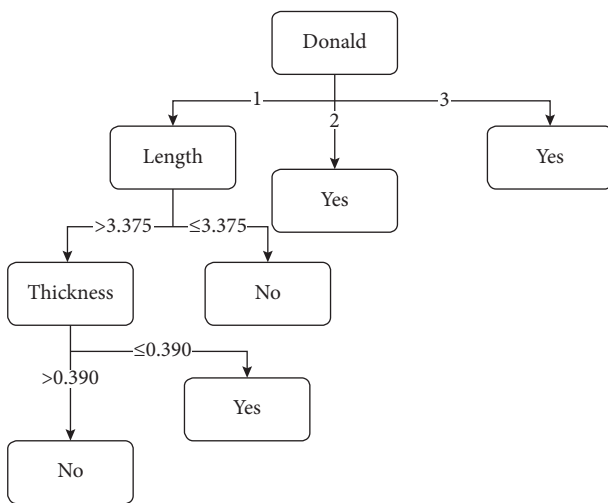 Donald
1
2
3
Length
Yes
Yes
>3.375
≤3.375
Thickness
No
≤0.390
>0.390
Yes
No